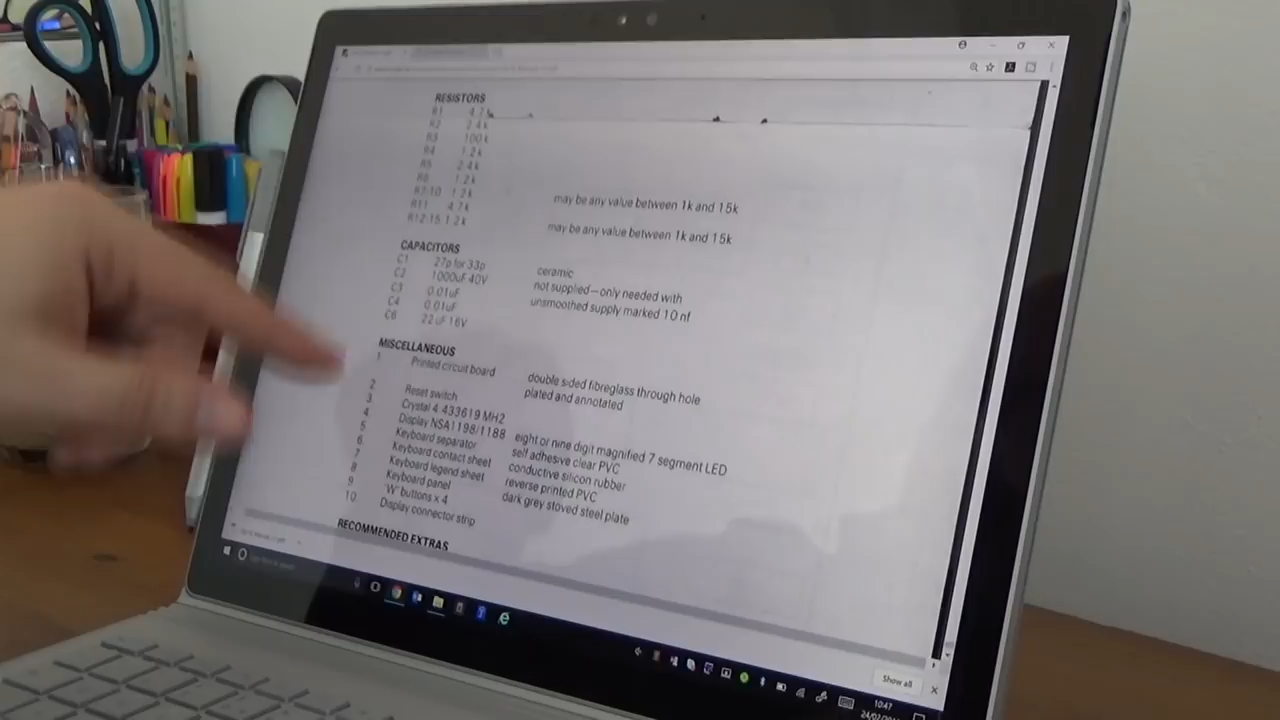 RESISTORS
R1 4.7k
R2 2.4k
R3 100k
R4 1.2k
R5 2.4k
R6 1.2k
R7-10 1.2k may be any value between 1k and 15k
R11 4.7k
R12-15 1.2k may be any value between 1k and 15k
CAPACITORS
C1 27p for 33p ceramic
C2 1000uF 40V not supplied—only needed with
C3 0.01uF unsmoothed supply marked 10 nf
C4 0.01uF
C6 22 uF 16V
MISCELLANEOUS
1 Printed circuit board double sided fibreglass through hole
plated and annotated
2 Reset switch
3 Crystal 4 433619 MHZ
4 Display NSA1198/1188 eight or nine digit magnified 7 segment LED
5 Keyboard separator self adhesive clear PVC
6 Keyboard contact sheet conductive silicon rubber
7 Keyboard legend sheet reverse printed PVC
8 Keyboard panel dark grey stoved steel plate
9 'W' buttons x 4
10. Display connector strip
RECOMMENDED EXTRAS
Show all
10:47